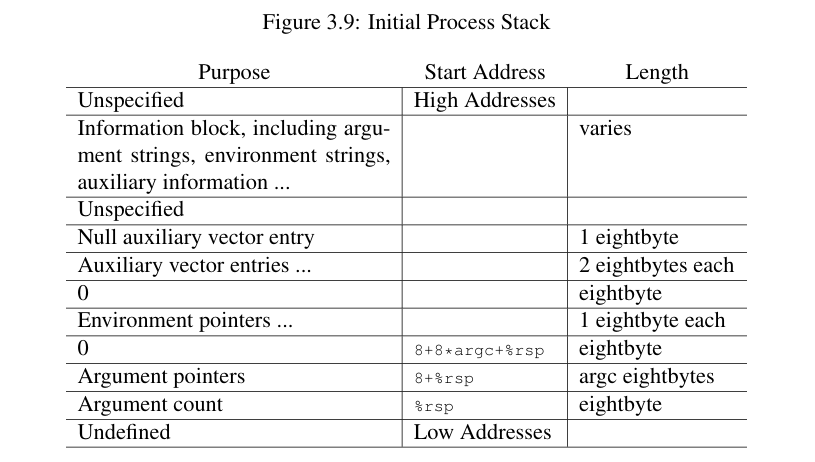 Figure 3.9: Initial Process Stack
Purpose Start Address Length
Unspecified High Addresses
Information block, including argu- varies
ment strings, environment strings,
auxiliary information ...
Unspecified
Null auxiliary vector entry 1 eightbyte
Auxiliary vector entries ... 2 eightbytes each
0 eightbyte
Environment pointers ... 1 eightbyte each
0 8+8*argc+%rsp eightbyte
Argument pointers 8+%rsp argc eightbytes
Argument count %rsp eightbyte
Undefined Low Addresses